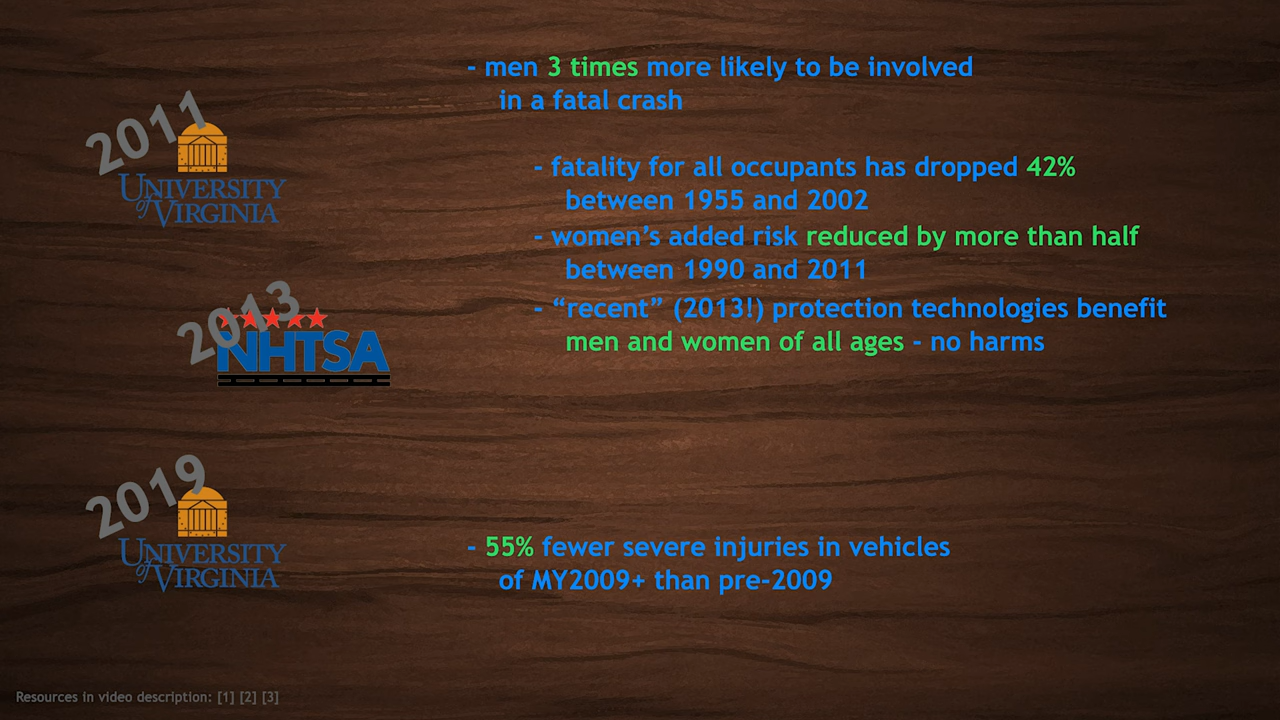 2011
UNIVERSITY
of VIRGINIA
- men 3 times more likely to be involved
in a fatal crash
2013
NHTSA
- fatality for all occupants has dropped 42%
between 1955 and 2002
- women’s added risk reduced by more than half
between 1990 and 2011
- “recent” (2013!) protection technologies benefit
men and women of all ages - no harms
2019
UNIVERSITY
of VIRGINIA
- 55% fewer severe injuries in vehicles
of MY2009+ than pre-2009
Resources in video description: [1] [2] [3]